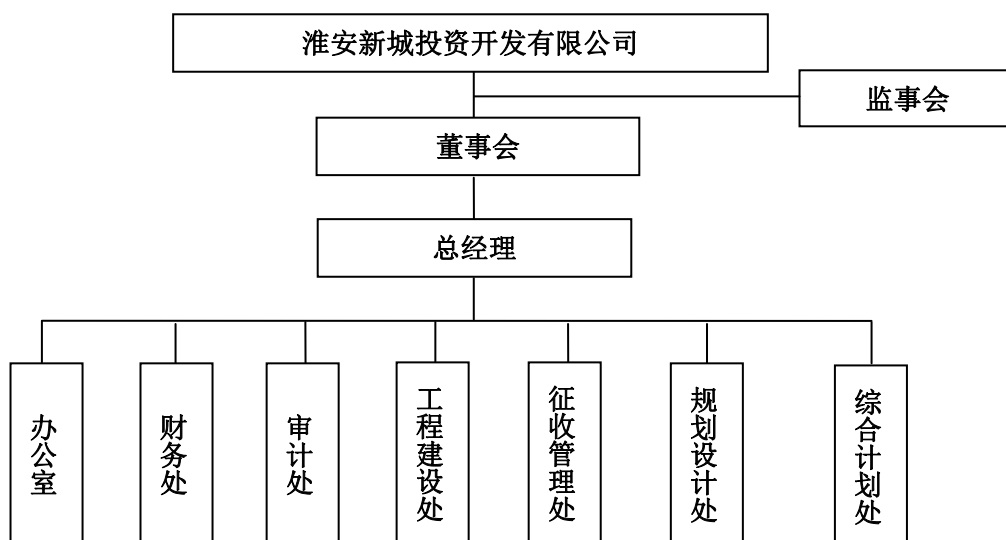 淮安新城投资开发有限公司
监事会
董事会
总经理
办公室
财务处
审计处
工程建设处
征收管理处
规划设计处
综合计划处